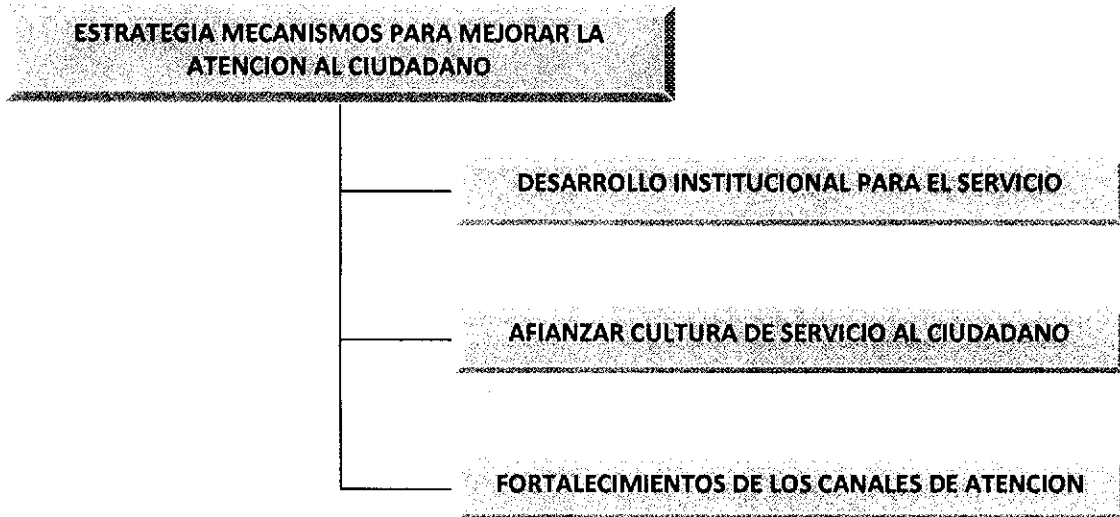 ESTRATEGIA MECANISMOS PARA MEJORAR LA
ATENCION AL CIUDADANO
DESARROLLO INSTITUCIONAL PARA EL SERVICIO
AFIANZAR CULTURA DE SERVICIO AL CIUDADANO
FORTALECIMIENTOS DE LOS CANALES DE ATENCION